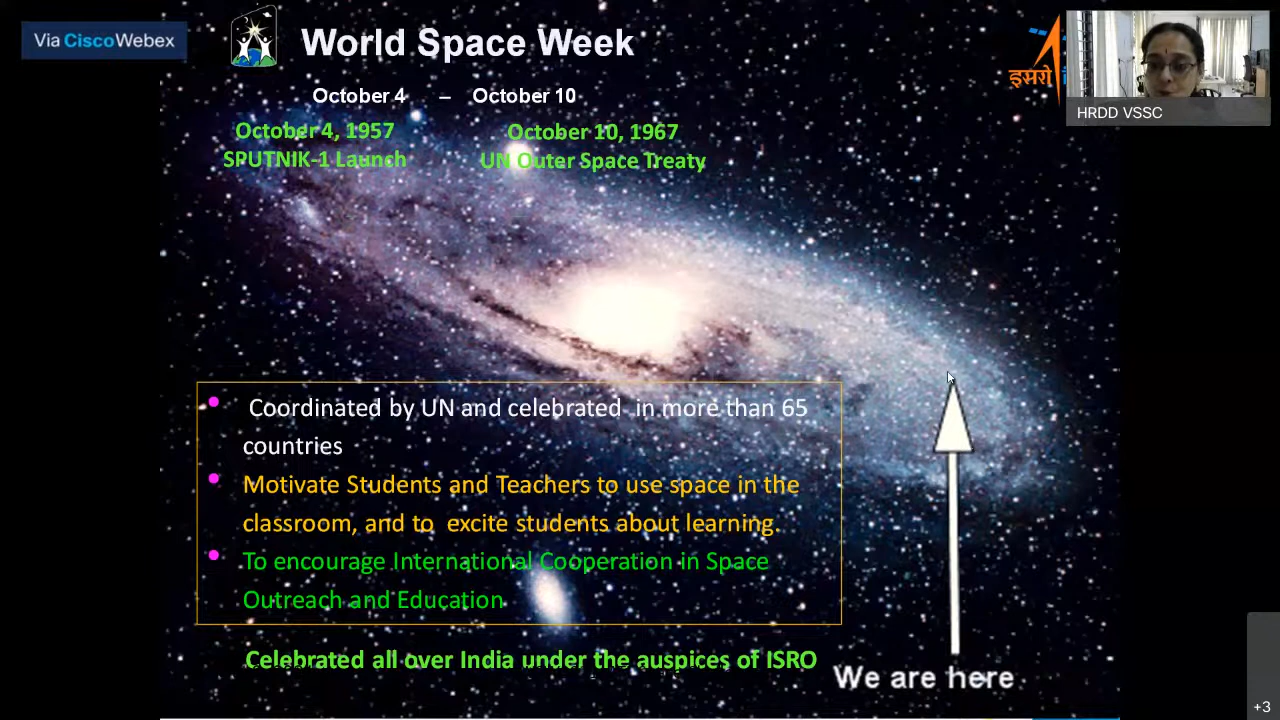 Via Cisco Webex
World Space Week
October 4 – October 10
October 4, 1957
SPUTNIK-1 Launch
October 10, 1967
UN Outer Space Treaty
इसरो
HRDD VSSC
Coordinated by UN and celebrated in more than 65
countries
Motivate Students and Teachers to use space in the
classroom, and to excite students about learning.
To encourage International Cooperation in Space
Outreach and Education
Celebrated all over India under the auspices of ISRO
We are here
+3